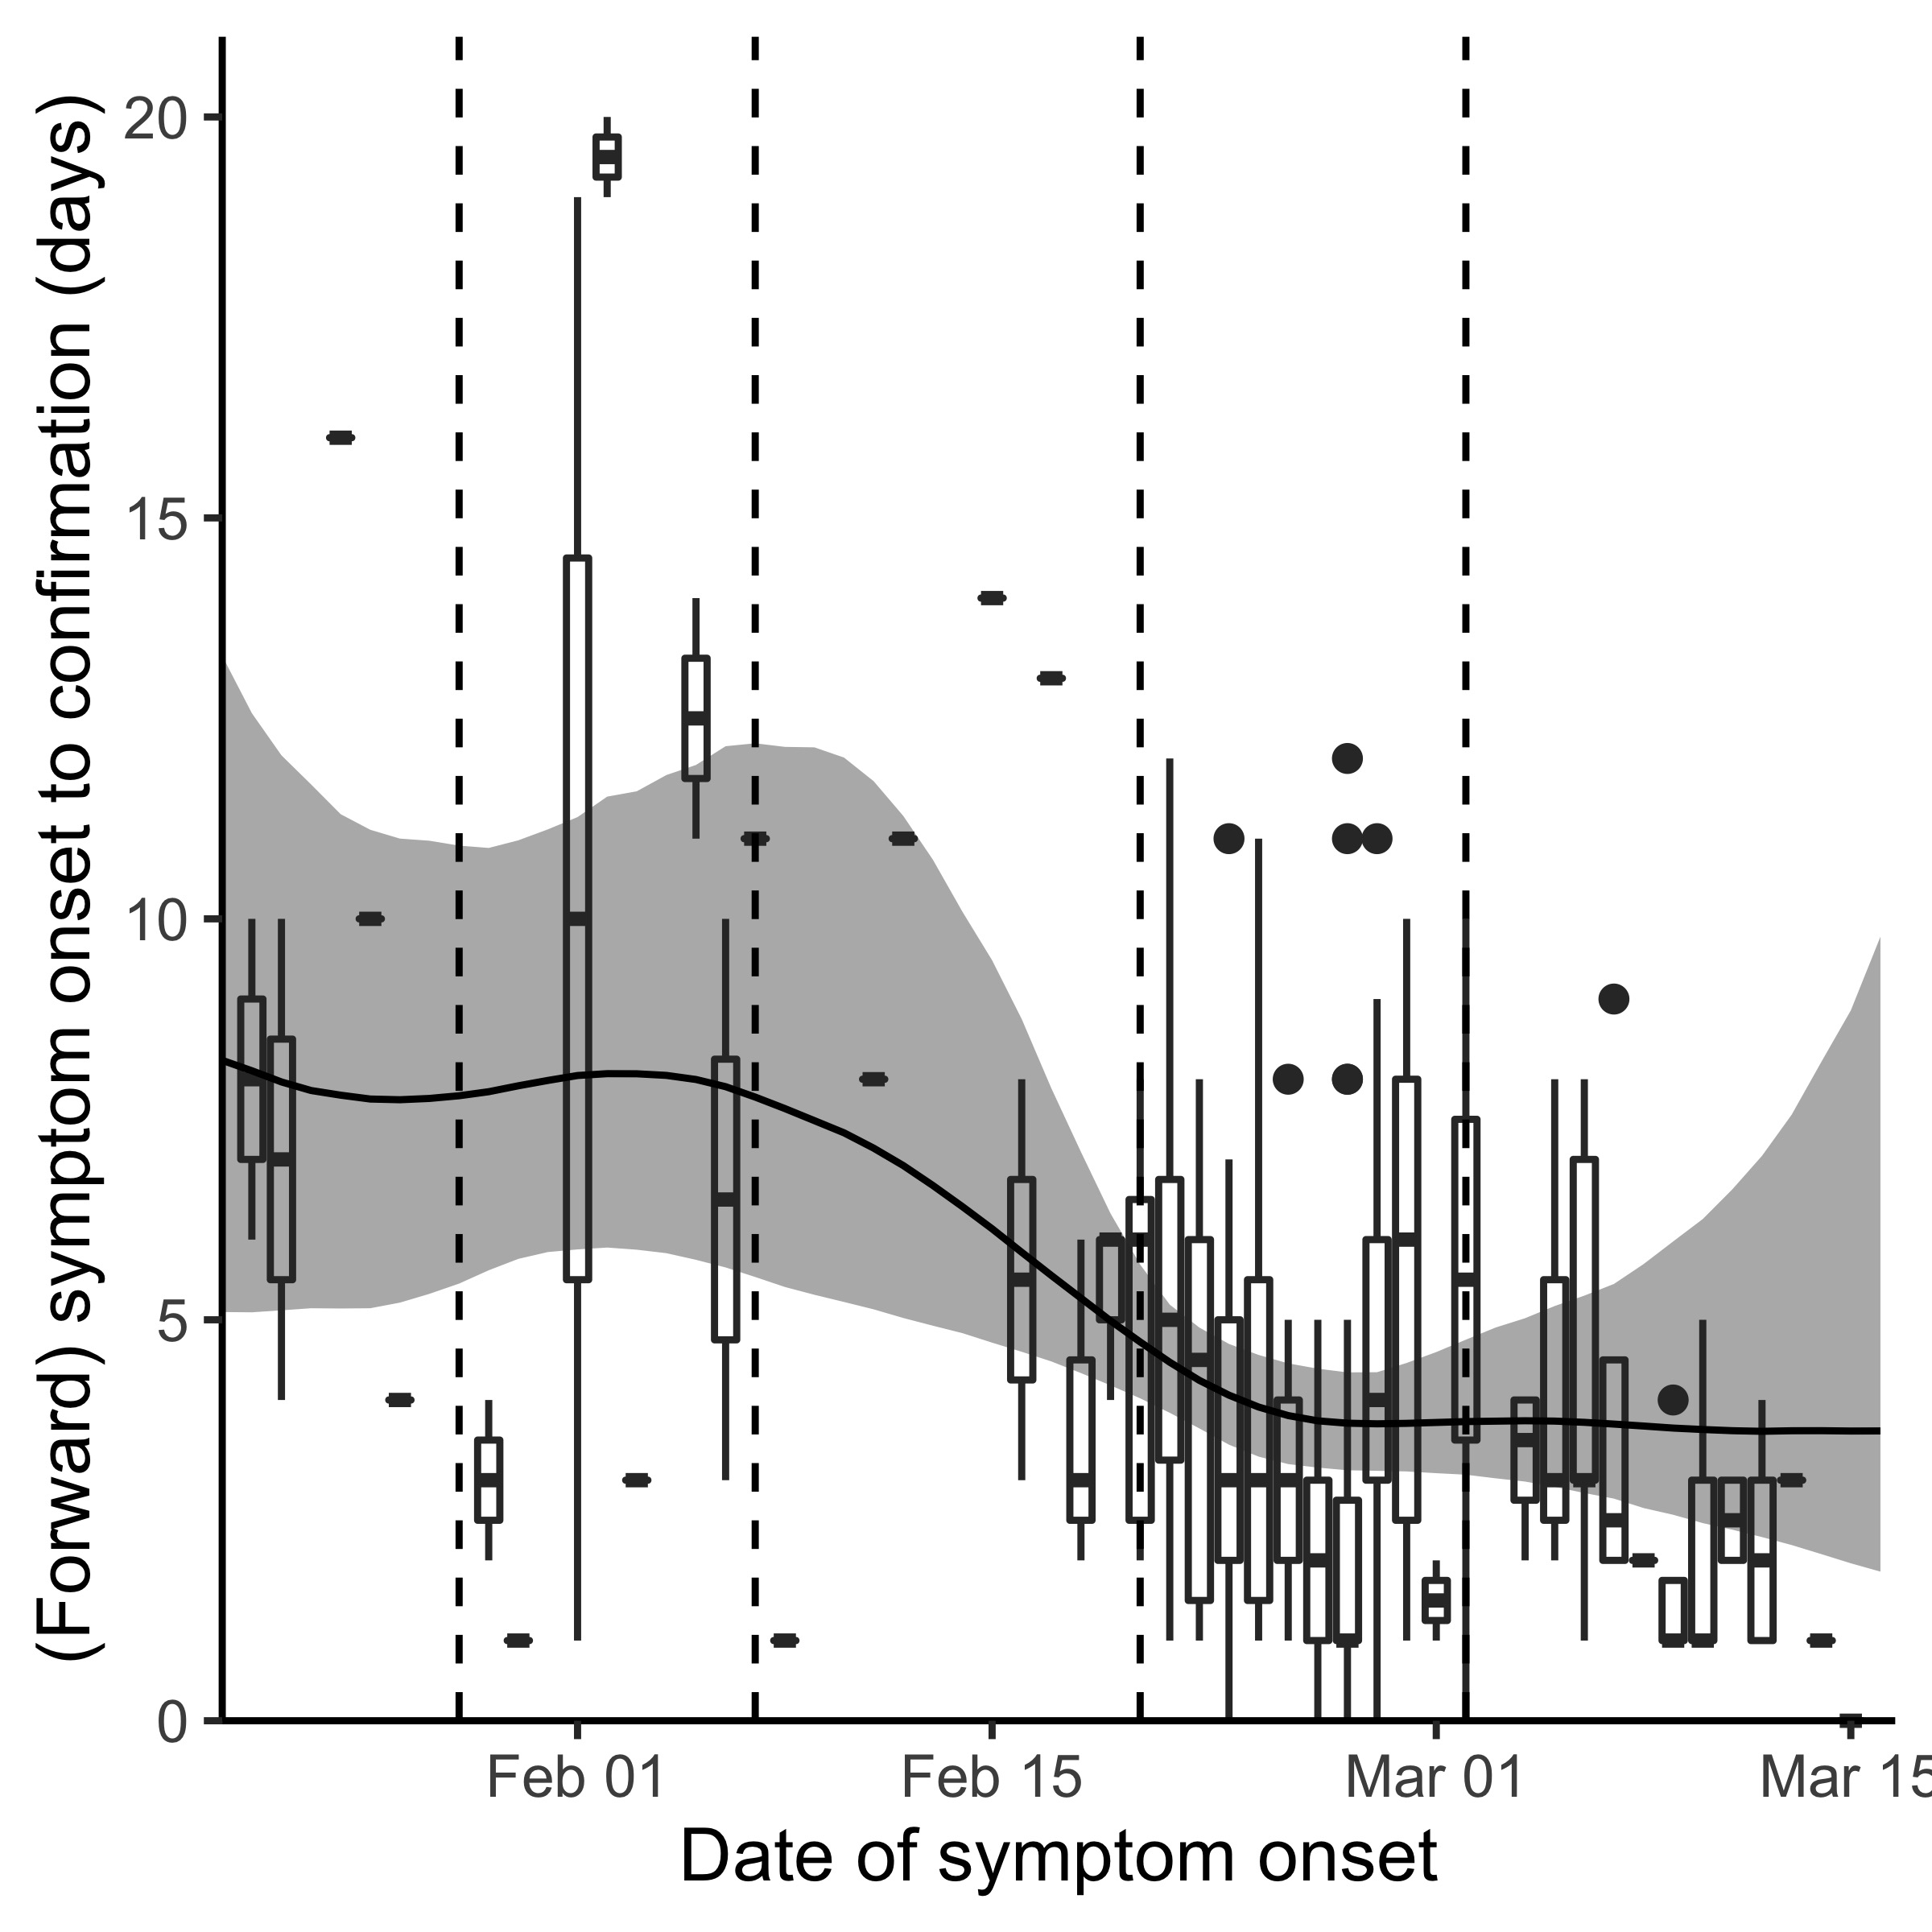 (Forward) symptom onset to confirmation (days)
20
15
10
5
0
Feb 01
Feb 15
Mar 01
Mar 15
Date of symptom onset